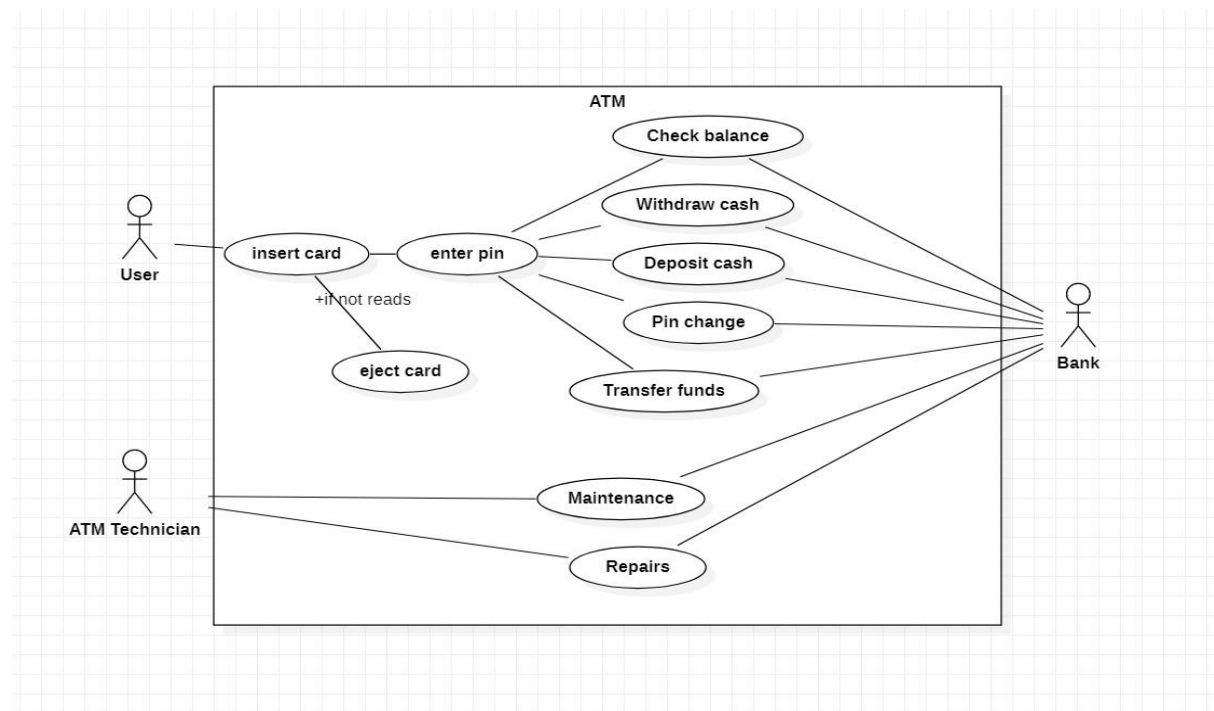 ATM
Check balance
Withdraw cash
insert card
enter pin
Deposit cash
User
+if not reads
Pin change
Bank
eject card
Transfer funds
Maintenance
ATM Technician
Repairs